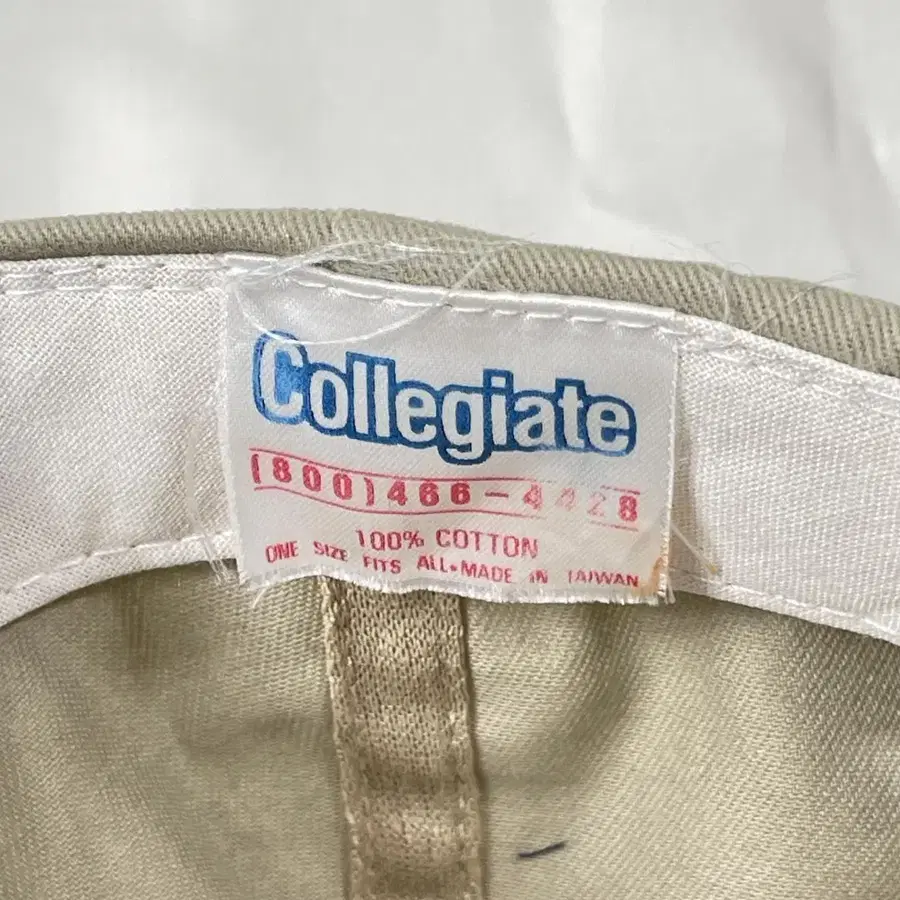 Collegiate
(800)466-4428
100% COTTON
ONE SIZE FITS ALL•MADE IN TAIWAN